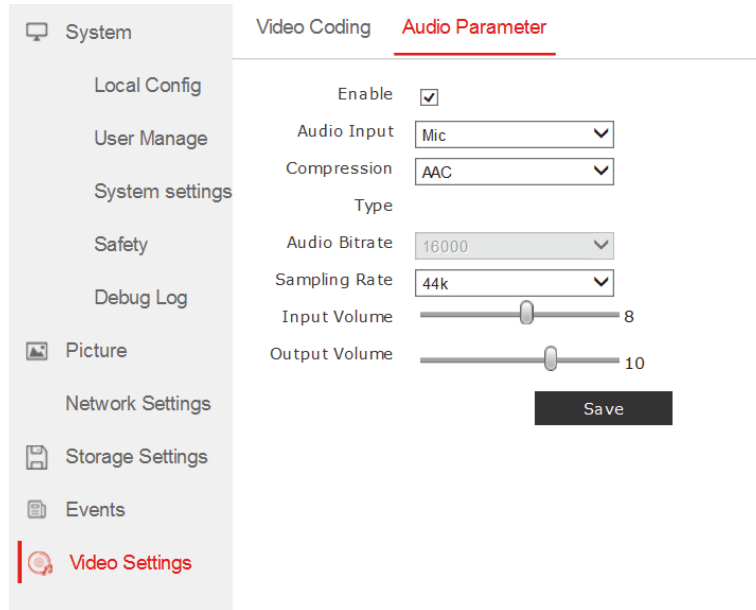 System
Local Config
User Manage
System settings
Safety
Debug Log
Picture
Network Settings
Storage Settings
Events
Video Settings
Video Coding Audio Parameter
Enable
Audio Input Mic
Compression AAC
Type
Audio Bitrate 16000
Sampling Rate 44k
Input Volume 8
Output Volume 10
Save